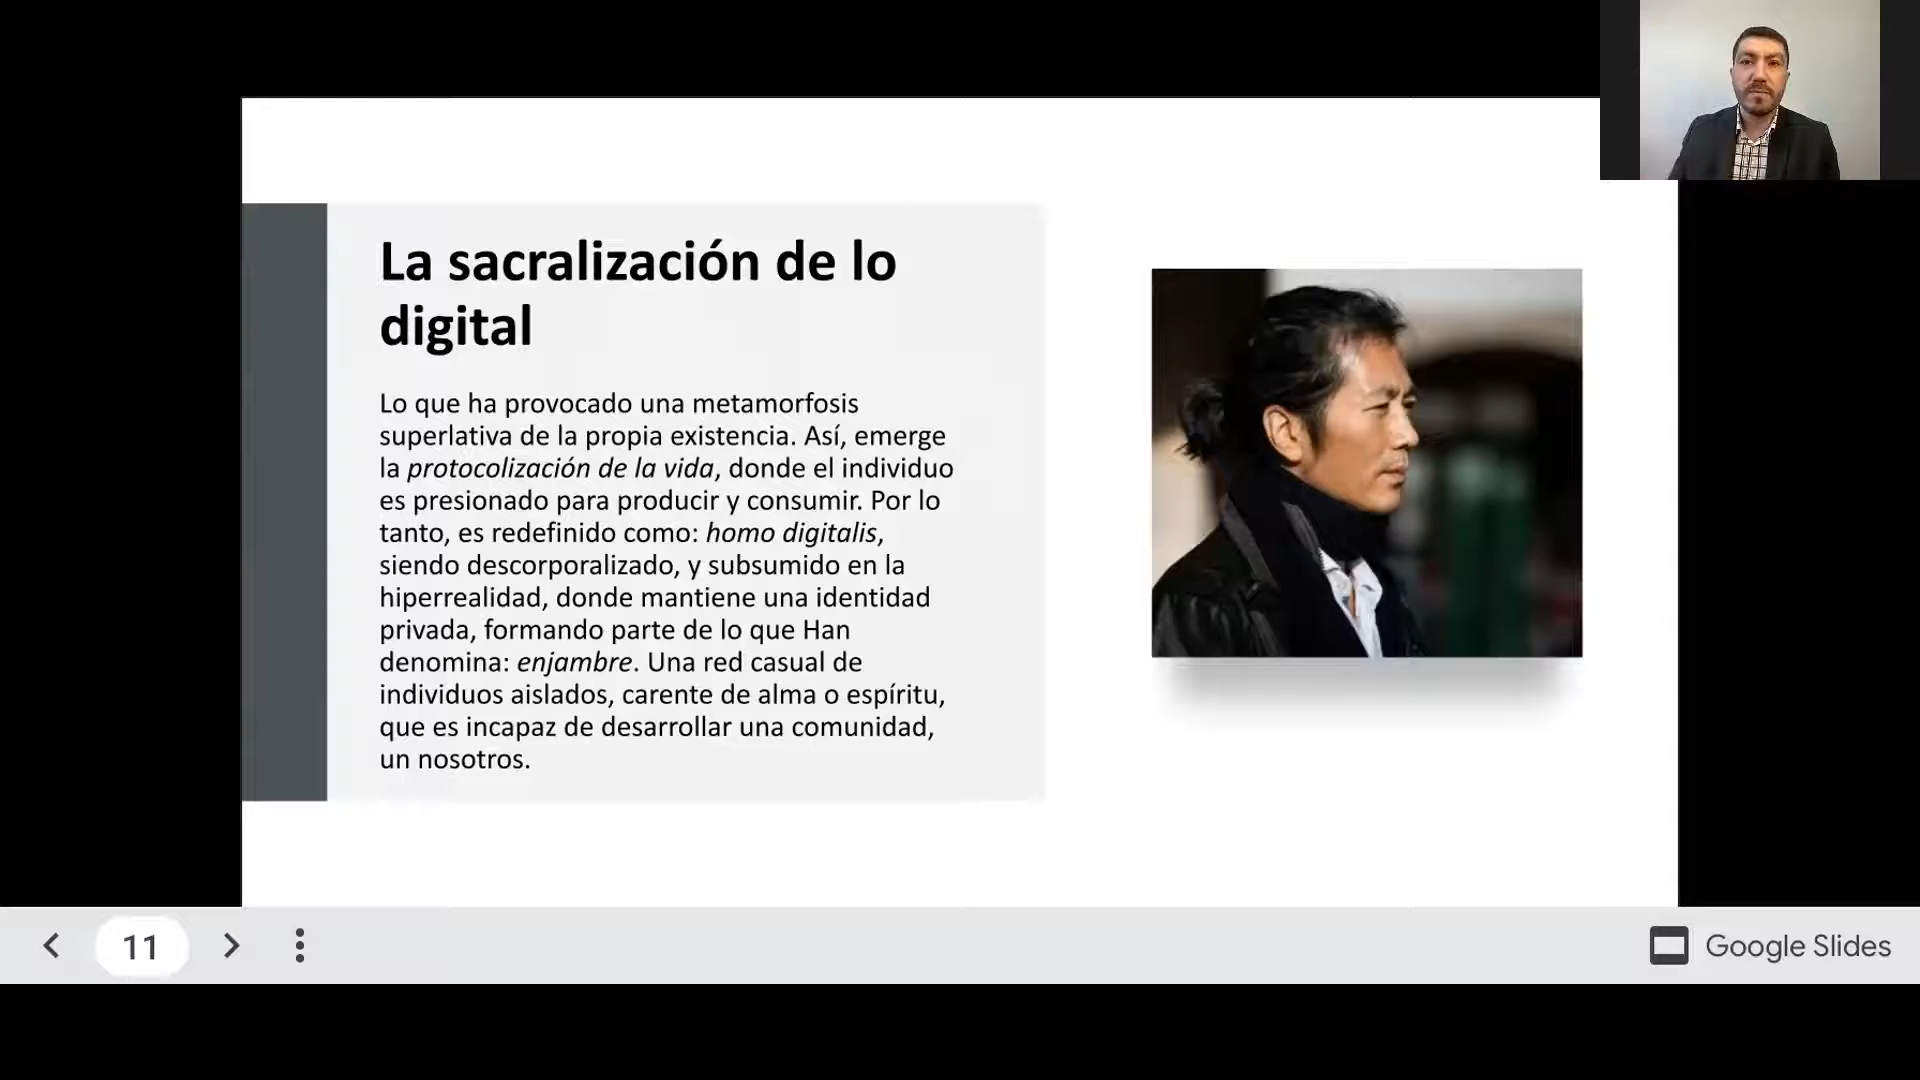 La sacralización de lo
digital
Lo que ha provocado una metamorfosis
superlativa de la propia existencia. Así, emerge
la protocolización de la vida, donde el individuo
es presionado para producir y consumir. Por lo
tanto, es redefinido como: homo digitalis,
siendo descorporalizado, y subsumido en la
hiperrealidad, donde mantiene una identidad
privada, formando parte de lo que Han
denomina: enjambre. Una red casual de
individuos aislados, carente de alma o espíritu,
que es incapaz de desarrollar una comunidad,
un nosotros.
11
Google Slides